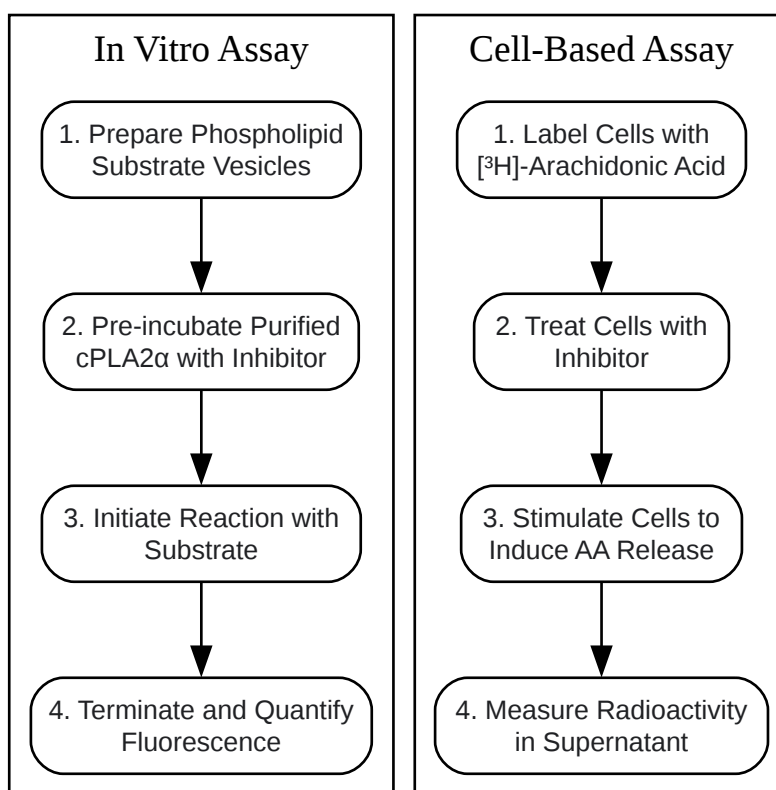 In Vitro Assay
1. Prepare Phospholipid
Substrate Vesicles
2. Pre-incubate Purified
cPLA2α with Inhibitor
3. Initiate Reaction with
Substrate
4. Terminate and Quantify
Fluorescence
Cell-Based Assay
1. Label Cells with
[³H]-Arachidonic Acid
2. Treat Cells with
Inhibitor
3. Stimulate Cells to
Induce AA Release
4. Measure Radioactivity
in Supernatant